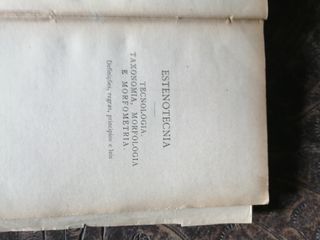 ESTENOTECNIA
TECNOLOGIA.
TAXONOMIA, MORFOLOGIA
E MORFOMETRIA.
Definições, regras, princípios e leis